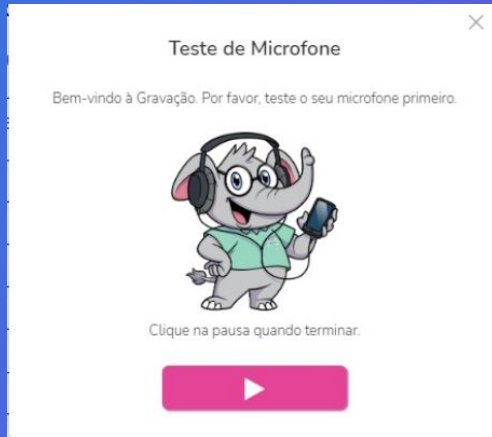 Teste de Microfone
Bem-vindo à Gravação. Por favor, teste o seu microfone primeiro.
Clique na pausa quando terminar.